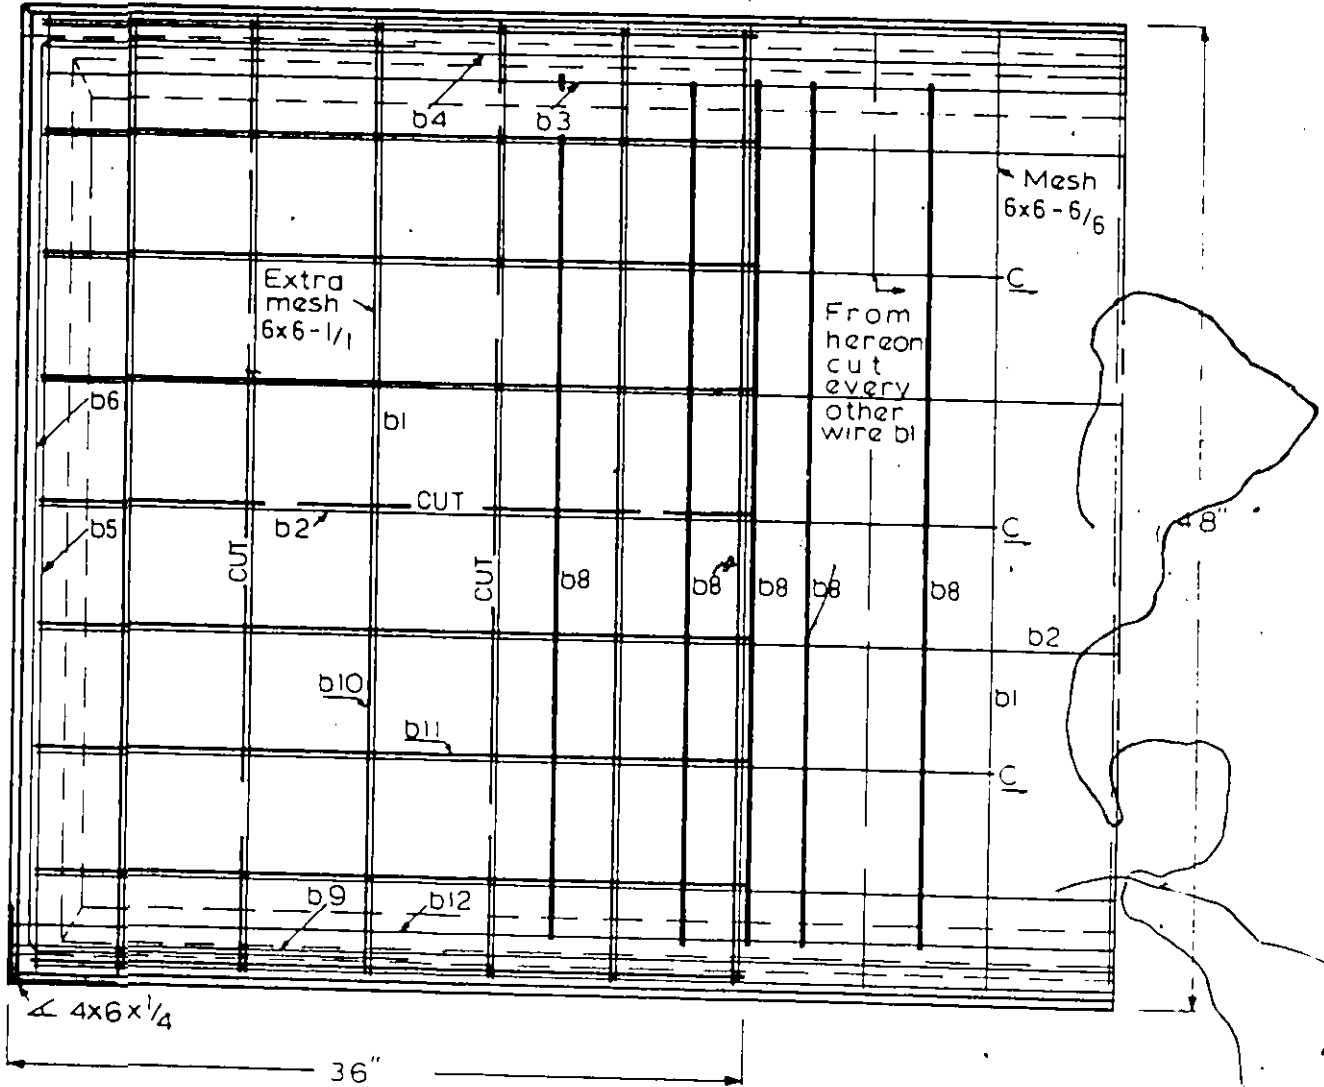 b4
b3
Mesh
6x6-6/6
Extra
mesh
6x6-1/1
C
From
hereon
cut
every
other
wire b1
b6
b1
CUT
b2
C
48"
b5
CUT
CUT
b8
b8
b8
b8
b8
b2
b10
b1
b11
C
b9
b12
∡ 4x6x1/4
36"